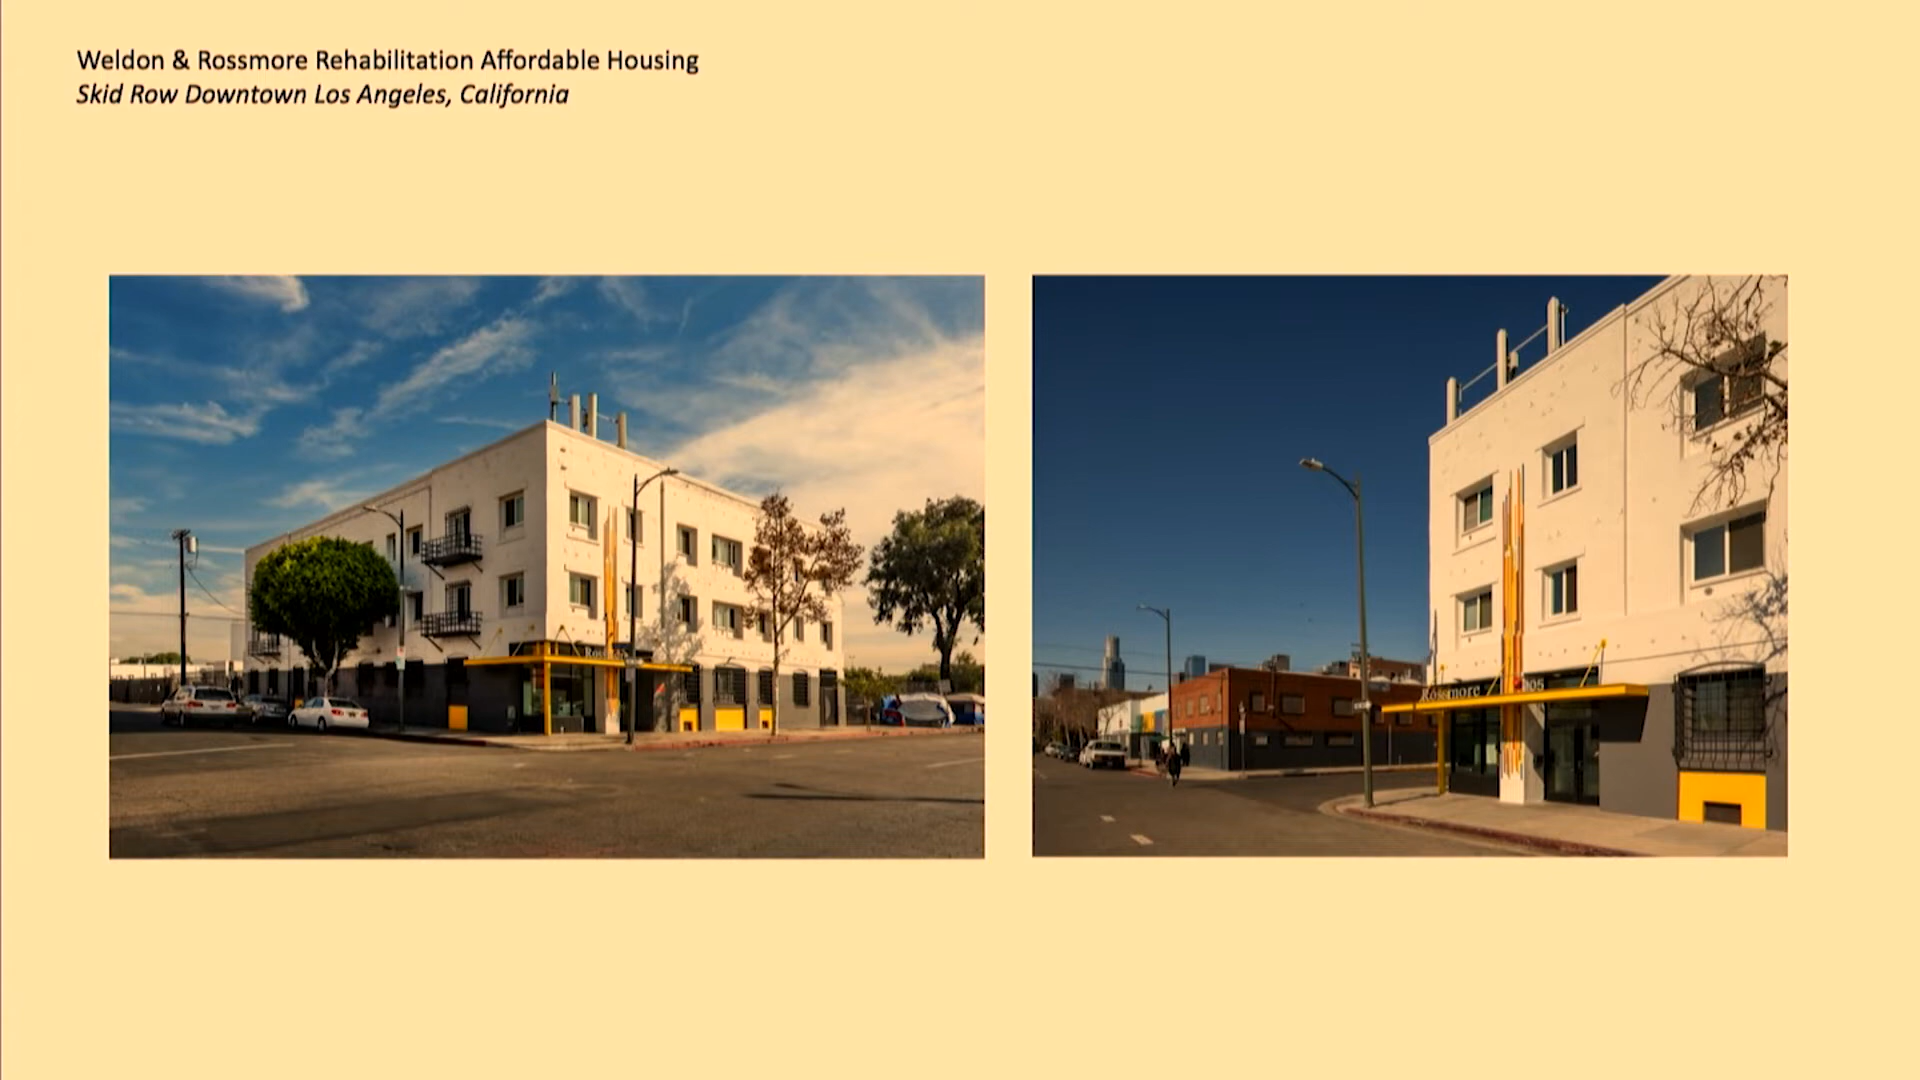 Weldon & Rossmore Rehabilitation Affordable Housing
Skid Row Downtown Los Angeles, California
Rossmore